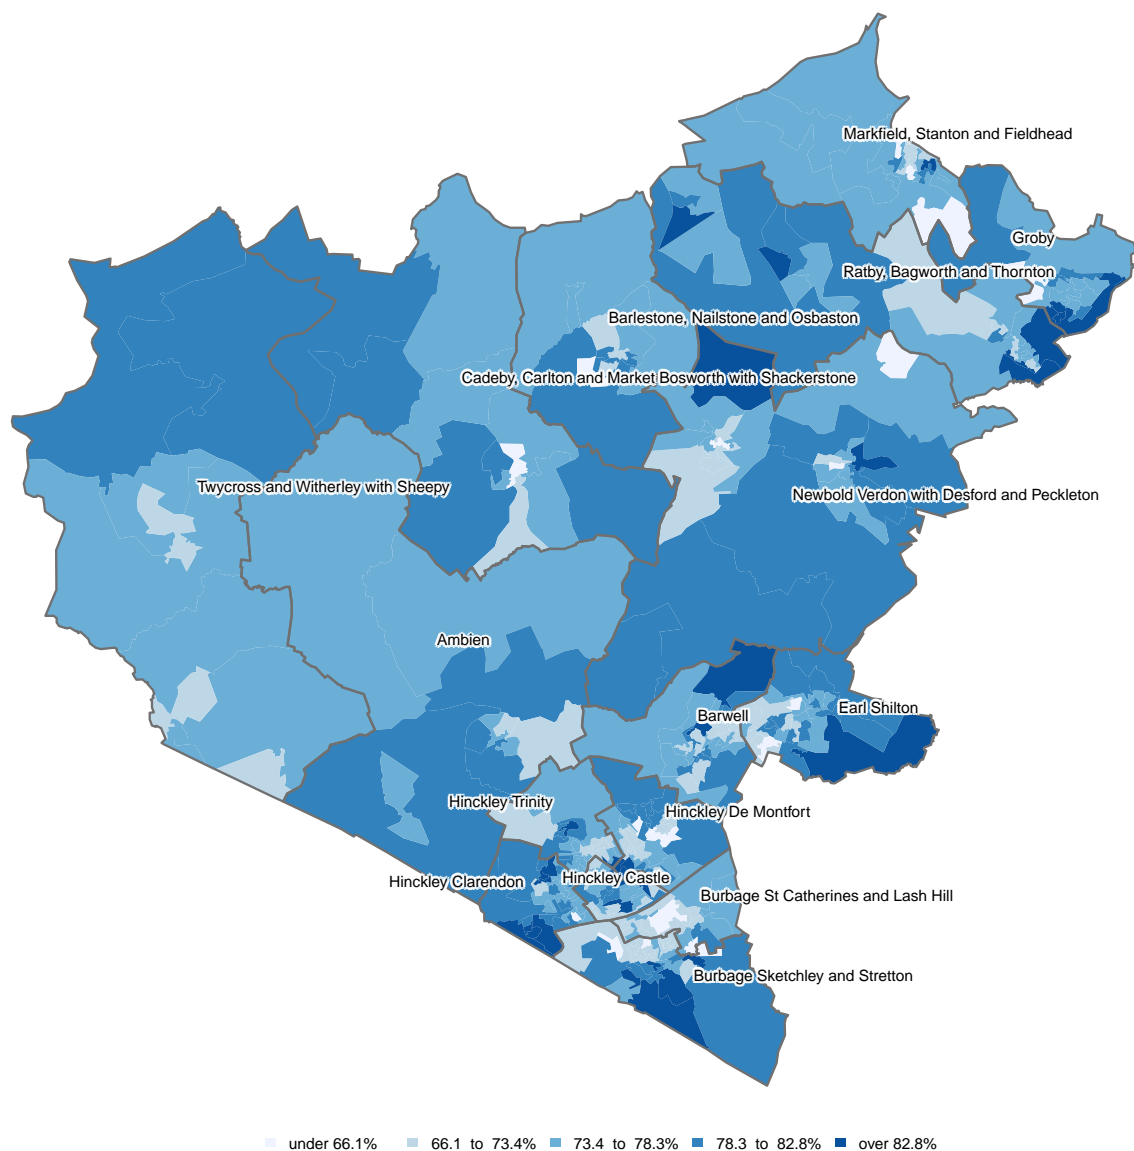 Markfield, Stanton and Fieldhead
Groby
Ratby, Bagworth and Thornton
Barlestone, Nailstone and Osbaston
Cadeby, Carlton and Market Bosworth with Shackerstone
Twycross and Witherley with Sheepy
Newbold Verdon with Desford and Peckleton
Ambien
Earl Shilton
Barwell
Hinckley Trinity
Hinckley De Montfort
Hinckley Clarendon
Hinckley Castle
Burbage St Catherines and Lash Hill
Burbage Sketchley and Stretton
under 66.1% 66.1 to 73.4% 73.4 to 78.3% 78.3 to 82.8% over 82.8%